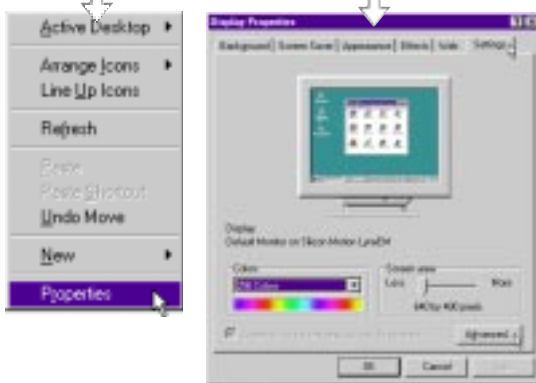 Active Desktop
Arrange Icons
Line Up Icons
Refresh
Paste
Paste Shortcut
Undo Move
New
Properties
Display Properties
Background Screen Saver Appearance Effects Web Settings
Display:
Default Monitor on Silicon Motion LynxEM
Colors
256 Colors
Screen area
Less
More
640 by 480 pixels
Advanced...
OK
Cancel